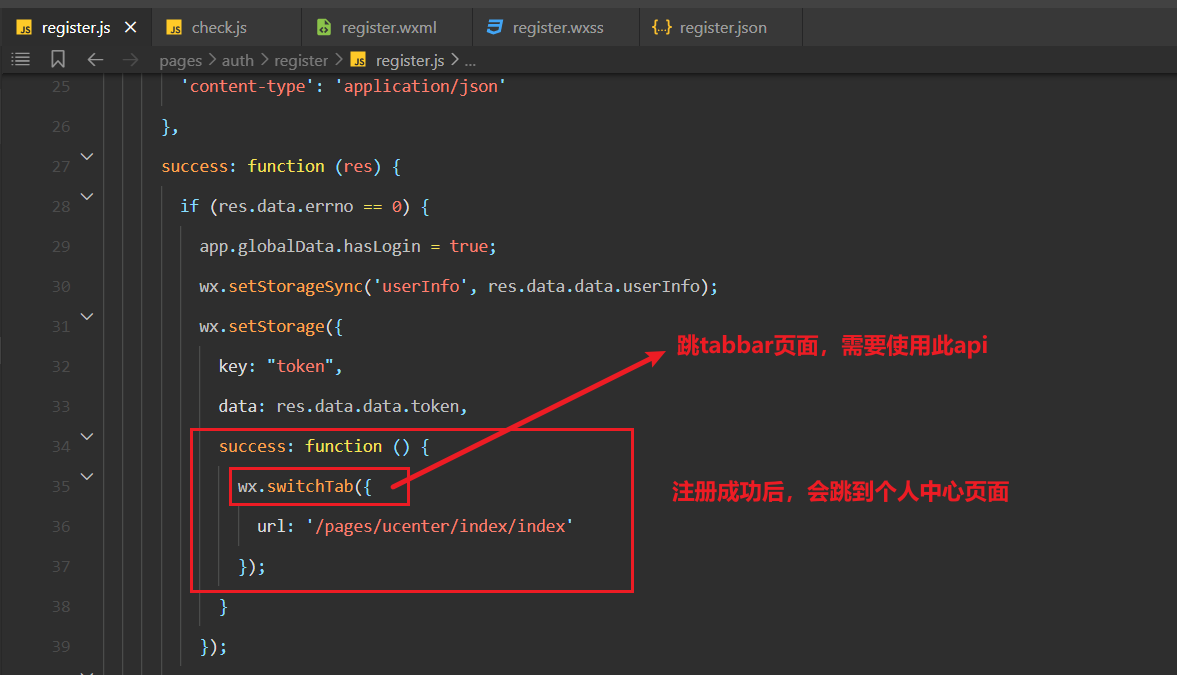 JS register.js
JS check.js
register.wxml
register.wxss
{..} register.json
pages > auth > register > JS register.js > ...
25 'content-type': 'application/json'
26 },
27 success: function (res) {
28 if (res.data.errno == 0) {
29 app.globalData.hasLogin = true;
30 wx.setStorageSync('userInfo', res.data.data.userInfo);
31 wx.setStorage({
32 key: "token",
33 data: res.data.data.token,
34 success: function () {
35 wx.switchTab({
36 url: '/pages/ucenter/index/index'
37 });
38 }
39 });
跳tabbar页面，需要使用此api
注册成功后，会跳到个人中心页面